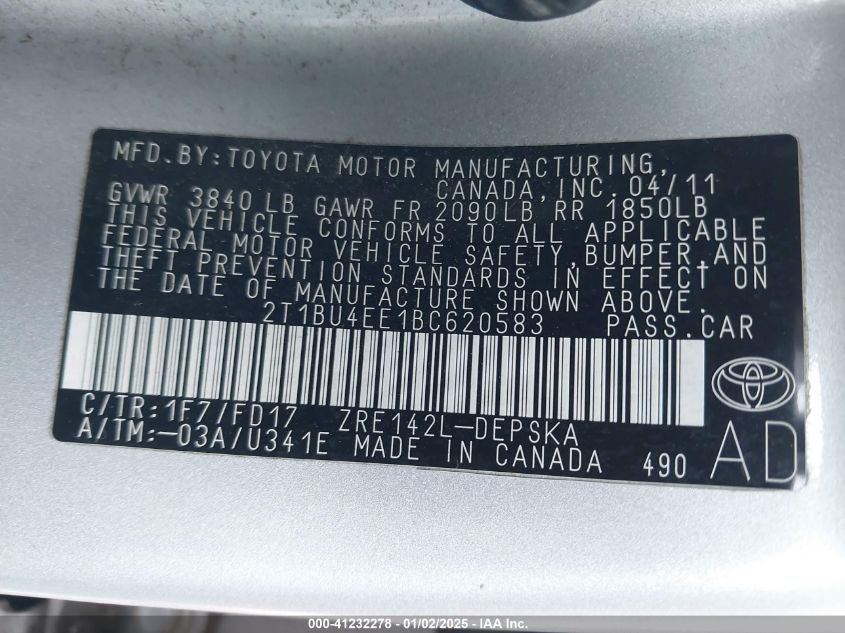 MFD.BY:TOYOTA MOTOR MANUFACTURING,
CANADA,INC. 04/11
GVWR 3840 LB GAWR FR 2090LB RR 1850LB
THIS VEHICLE CONFORMS TO ALL APPLICABLE
FEDERAL MOTOR VEHICLE SAFETY,BUMPER,AND
THEFT PREVENTION STANDARDS IN EFFECT ON
THE DATE OF MANUFACTURE SHOWN ABOVE.
2T1BU4EE1BC620583 PASS.CAR
C/TR:1F7/FD17 ZRE142L-DEPSKA
A/TM:-03A/U341E MADE IN CANADA 490 AD
000-41232278 - 01/02/2025 - IAA Inc.